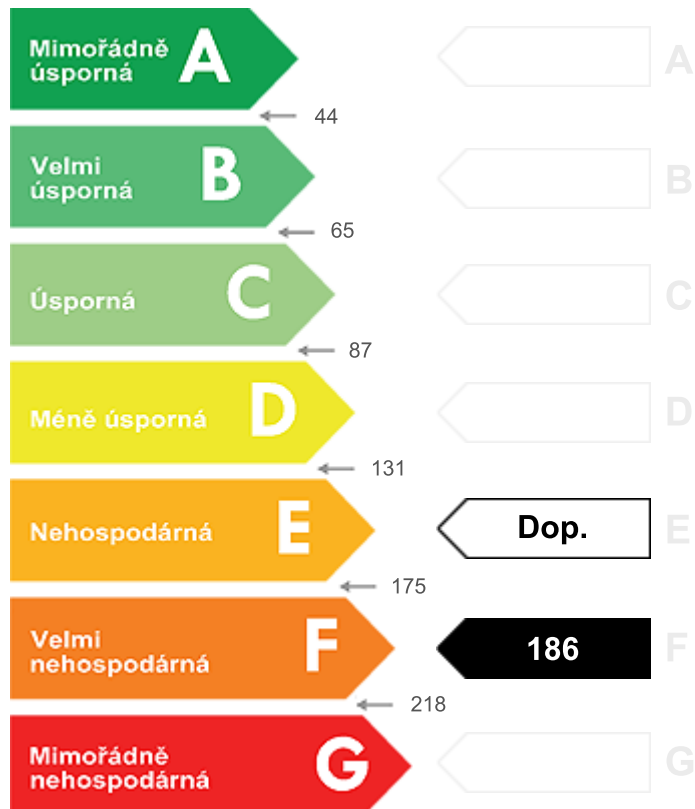 Mimořádně
úsporná
A
A
44
Velmi
úsporná
B
B
65
Úsporná
C
C
87
Méně úsporná
D
D
131
Nehospodárná
E
Dop.
E
175
Velmi
nehospodárná
F
186
F
218
Mimořádně
nehospodárná
G
G